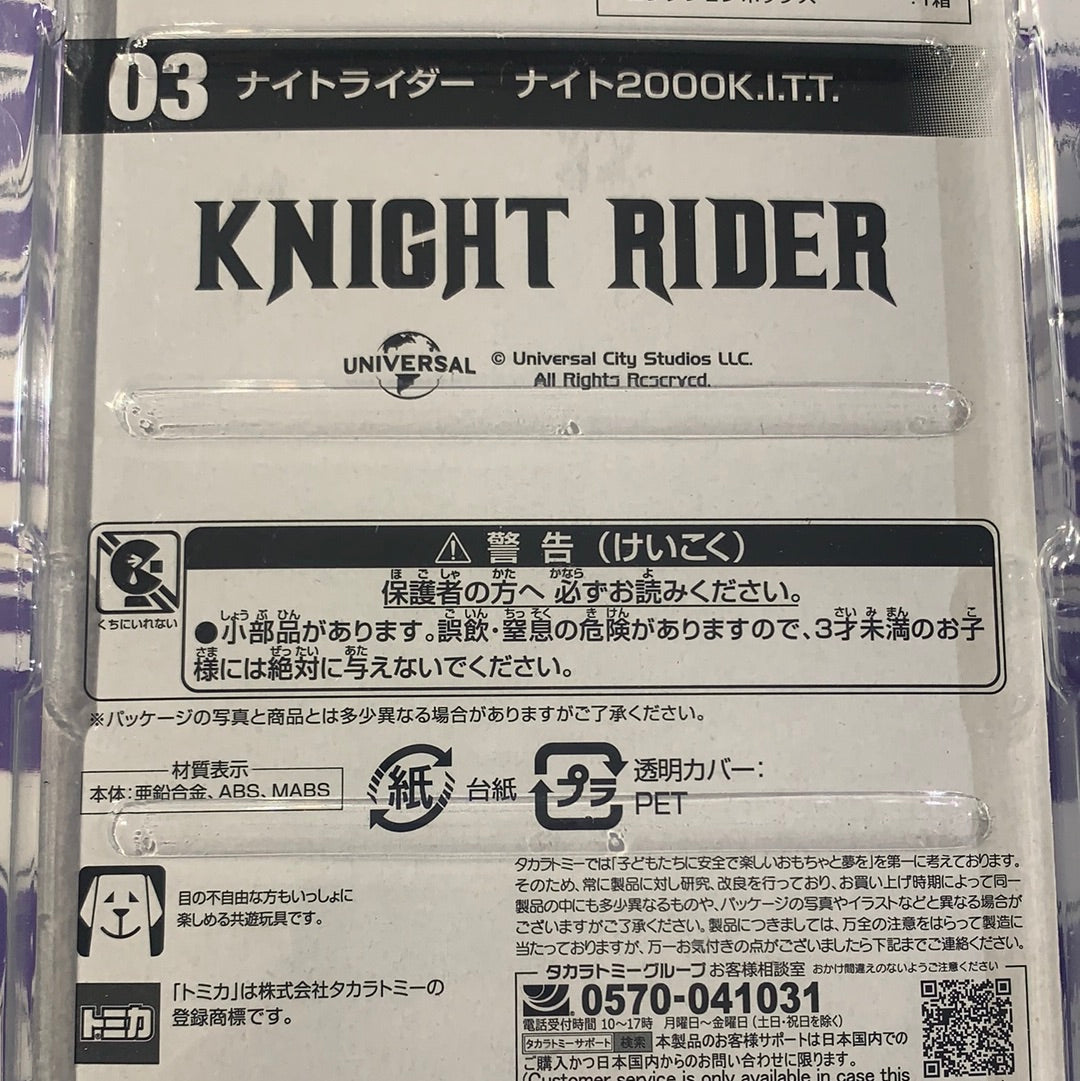 :1箱
03 ナイトライダー ナイト2000K.I.T.T.
KNIGHT RIDER
UNIVERSAL
© Universal City Studios LLC.
All Rights Reserved.
警告(けいこく)
保護者の方へ 必ずお読みください。
くちにいれない
●小部品があります。誤飲・窒息の危険がありますので、3才未満のお子
様には絶対に与えないでください。
※パッケージの写真と商品とは多少異なる場合がありますがご了承ください。
材質表示
本体:亜鉛合金、ABS、MABS
紙 台紙
プラ 透明カバー:
PET
目の不自由な方もいっしょに
楽しめる共遊玩具です。
トミカ
「トミカ」は株式会社タカラトミーの
登録商標です。
タカラトミーでは「子どもたちに安全で楽しいおもちゃと夢を」を第一に考えております。
そのため、常に製品に対し研究、改良を行っており、お買い上げ時期によって同一
製品の中にも多少異なるものや、パッケージの写真やイラストなどと異なる場合が
ございますがご了承ください。製品につきましては、万全の注意をはらって製造に
当たっておりますが、万一お気付きの点がございましたら下記までご連絡ください。
タカラトミーグループ お客様相談室 おかけ間違えのないようご注意ください
0570-041031
電話受付時間 10〜17時 月曜日〜金曜日(土日・祝日を除く)
タカラトミーサポート 検索 本製品のお客様サポートは日本国内での
ご購入かつ日本国内からのお問い合わせに限ります。
(Customer service is only available in case this